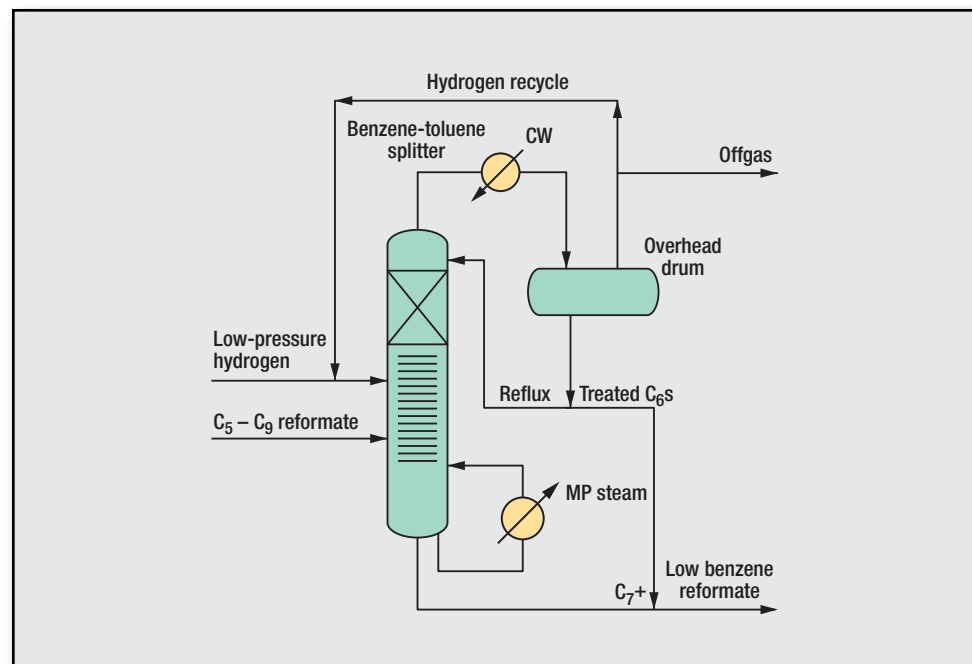 Hydrogen recycle
Benzene-toluene
splitter
CW
Offgas
Overhead
drum
Low-pressure
hydrogen
Reflux
Treated C₆s
C₅ – C₉ reformate
MP steam
C₇+
Low benzene
reformate